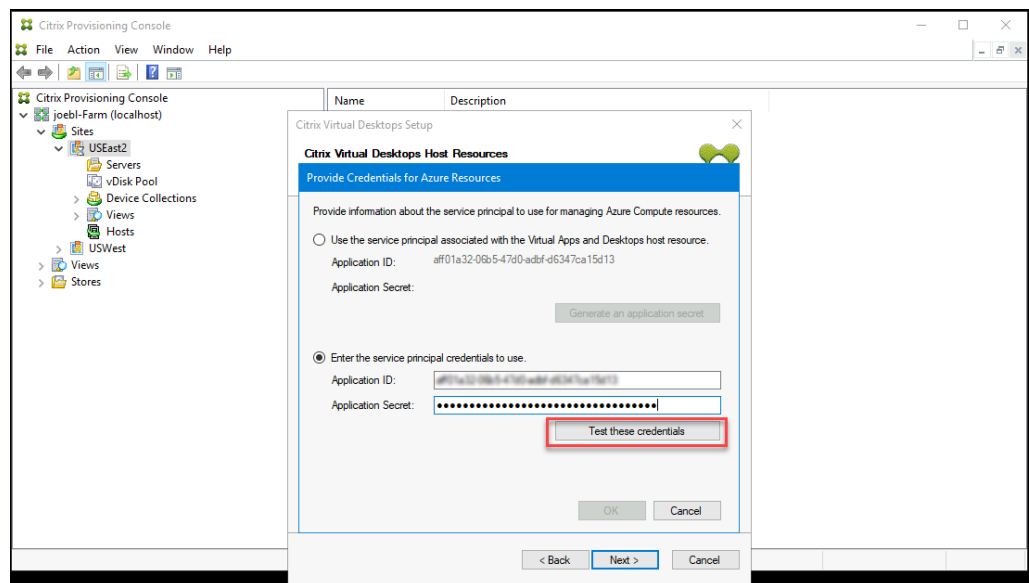 Citrix Provisioning Console
File Action View Window Help
Citrix Provisioning Console
joebl-Farm (localhost)
Sites
USEast2
Servers
vDisk Pool
Device Collections
Views
Hosts
USWest
Views
Stores
Name Description
Citrix Virtual Desktops Setup
Citrix Virtual Desktops Host Resources
Provide Credentials for Azure Resources
Provide information about the service principal to use for managing Azure Compute resources.
Use the service principal associated with the Virtual Apps and Desktops host resource.
Application ID: aff01a32-06b5-47d0-adbf-d6347ca15d13
Application Secret:
Generate an application secret
Enter the service principal credentials to use.
Application ID:
Application Secret:
Test these credentials
OK Cancel
< Back Next > Cancel